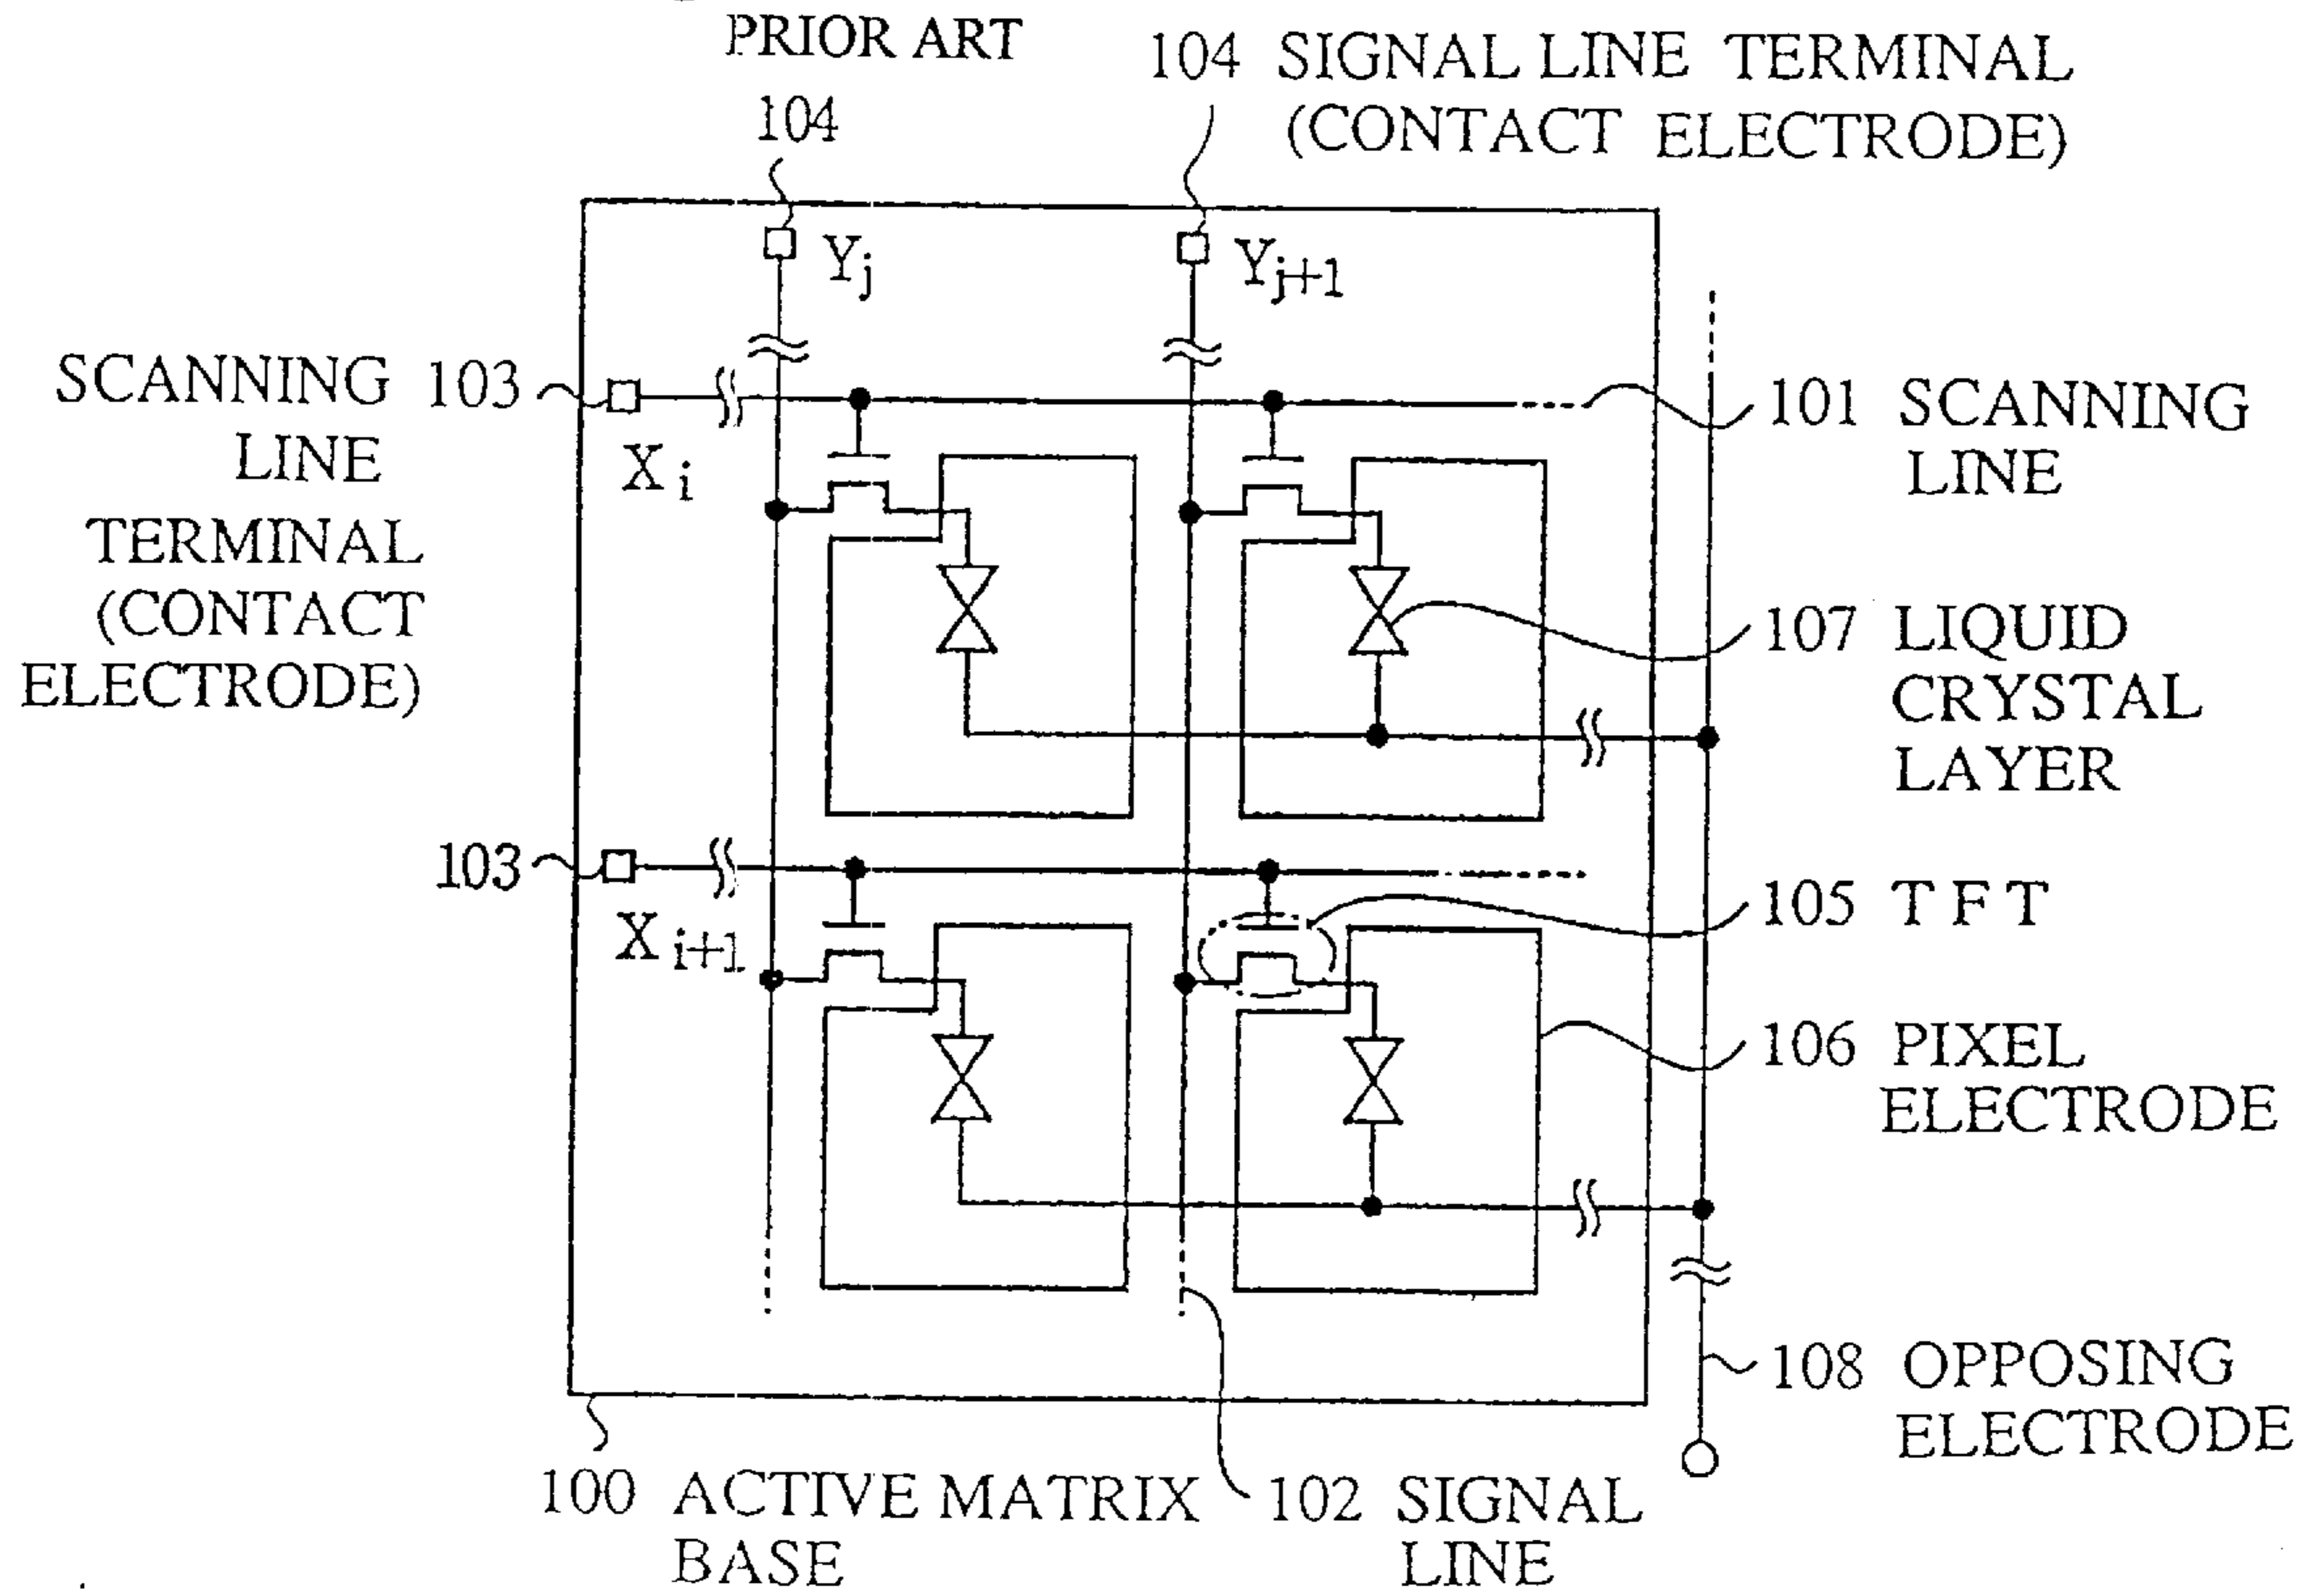 PRIOR ART
104
104 SIGNAL LINE TERMINAL
(CONTACT ELECTRODE)
Yj
Yj+1
SCANNING 103
LINE
TERMINAL
(CONTACT
ELECTRODE)
Xi
101 SCANNING
LINE
107 LIQUID
CRYSTAL
LAYER
103
Xi+1
105 TFT
106 PIXEL
ELECTRODE
108 OPPOSING
ELECTRODE
100 ACTIVE MATRIX
BASE
102 SIGNAL
LINE